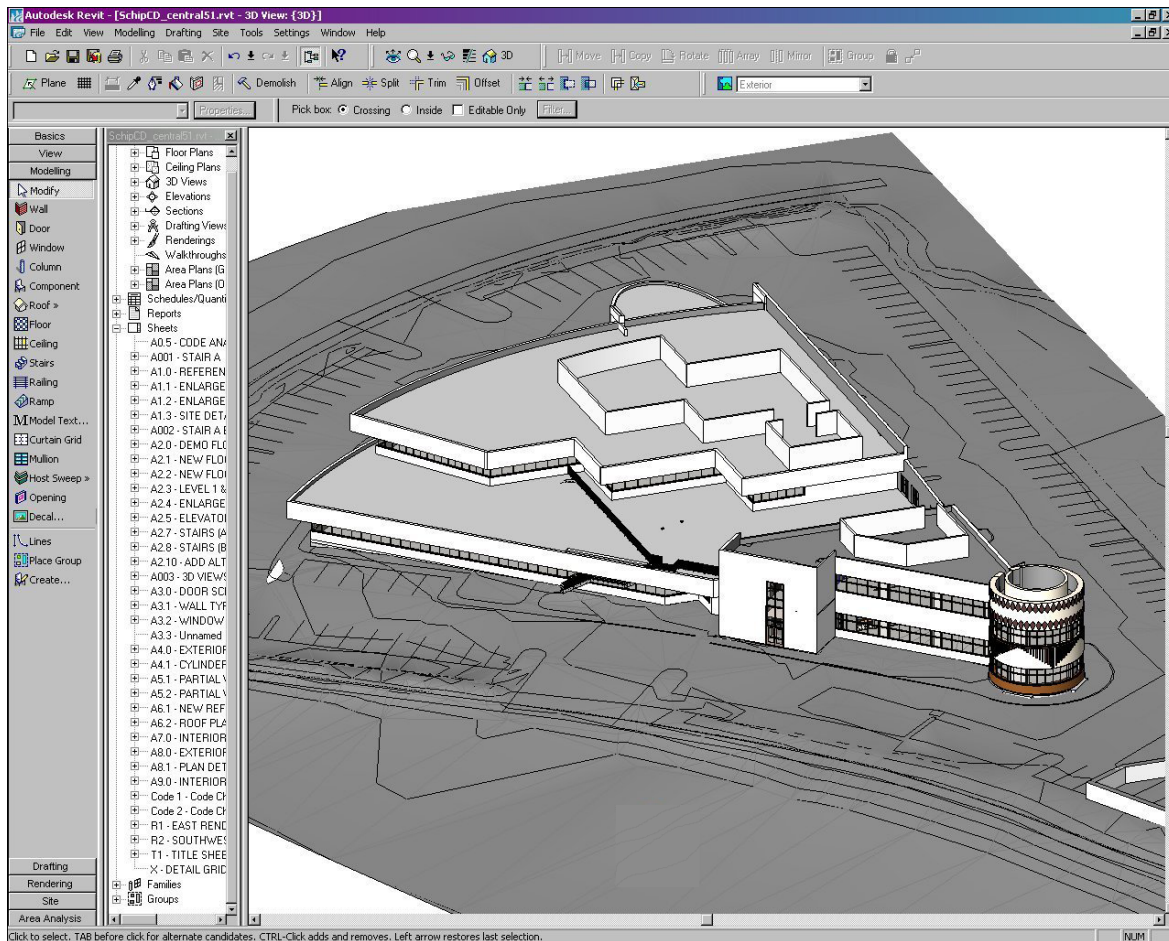 Autodesk Revit - [SchipCD_central51.rvt - 3D View: {3D}]
File Edit View Modelling Drafting Site Tools Settings Window Help
3D Move Copy Rotate Array Mirror Group
Plane Demolish Align Split Trim Offset Exterior
Properties... Pick box: Crossing Inside Editable Only Filter...
Basics
View
Modelling
Modify
Wall
Door
Window
Column
Component
Roof »
Floor
Ceiling
Stairs
Railing
Ramp
Model Text...
Curtain Grid
Mullion
Host Sweep »
Opening
Decal...
Lines
Place Group
Create...
Drafting
Rendering
Site
Area Analysis
SchipCD_central51.rvt -
Floor Plans
Ceiling Plans
3D Views
Elevations
Sections
Drafting Views
Renderings
Walkthroughs
Area Plans (G
Area Plans (O
Schedules/Quanti
Reports
Sheets
A0.5 - CODE ANA
A001 - STAIR A
A1.0 - REFEREN
A1.1 - ENLARGE
A1.2 - ENLARGE
A1.3 - SITE DETA
A002 - STAIR A E
A2.0 - DEMO FLO
A2.1 - NEW FLO
A2.2 - NEW FLO
A2.3 - LEVEL 1 &
A2.4 - ENLARGE
A2.5 - ELEVATO
A2.7 - STAIRS (A
A2.8 - STAIRS (B
A2.10 - ADD ALT
A003 - 3D VIEWS
A3.0 - DOOR SC
A3.1 - WALL TYP
A3.2 - WINDOW
A3.3 - Unnamed
A4.0 - EXTERIOR
A4.1 - CYLINDER
A5.1 - PARTIAL
A5.2 - PARTIAL
A6.1 - NEW REF
A6.2 - ROOF PLA
A7.0 - INTERIOR
A8.0 - EXTERIOR
A8.1 - PLAN DET
A9.0 - INTERIOR
Code 1 - Code Ch
Code 2 - Code Ch
R1 - EAST REND
R2 - SOUTHWES
T1 - TITLE SHEE
X - DETAIL GRID
Families
Groups
Click to select. TAB before click for alternate candidates. CTRL-Click adds and removes. Left arrow restores last selection. NUM